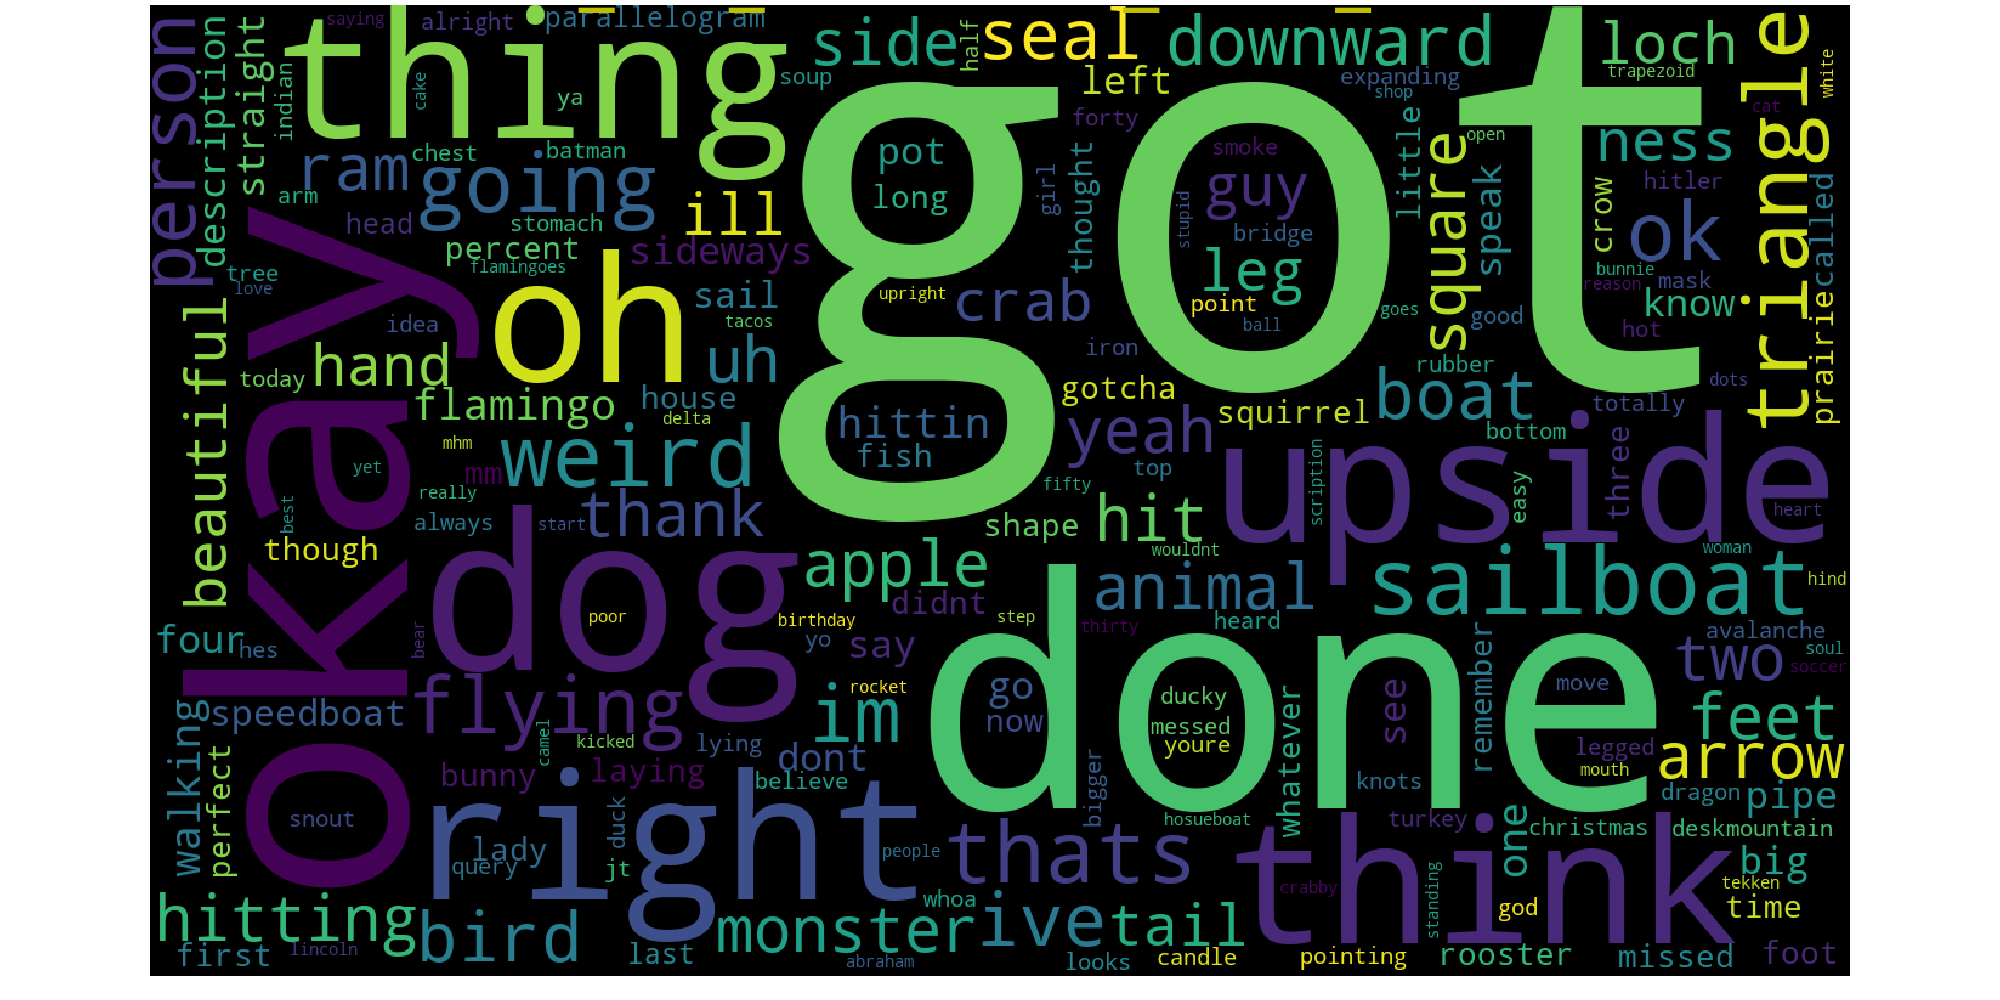 saying
alright
parallelogram
person
description
straight
indian
thing
cake
side
half
seal
downward
loch
trapezoid
white
triangle
soup
left
expanding
shop
ya
got
forty
little
cat
open
ness
ram
chest
batman
going
pot
smoke
square
speak
arm
long
girl
thought
guy
stupid
crow
hitler
called
head
stomach
ill
bridge
ok
percent
sideways
leg
flamingoes
bunnie
tree
love
sail
upright
crab
point
goes
reason
mask
know
prairie
beautiful
okay
idea
oh
tacos
ball
good
hot
uh
iron
rubber
hand
today
house
gotcha
boat
dots
flamingo
delta
hittin
squirrel
totally
mhm
weird
fish
yeah
bottom
upside
yet
mm
top
three
really
fifty
scription
easy
best
always
start
thank
shape
hit
heart
though
dog
apple
wouldnt
woman
animal
sailboat
hind
poor
didnt
birthday
step
heard
bear
thirty
remember
avalanche
four
hes
yo
say
done
two
soul
soccer
flying
rocket
go
ducky
see
move
speedboat
im
now
messed
feet
walking
camel
kicked
lying
youre
whatever
legged
arrow
perfect
bunny
laying
dont
believe
bigger
knots
mouth
dragon
pipe
snout
right
duck
hosueboat
turkey
one
christmas
deskmountain
lady
query
jt
people
thats
think
big
crabby
tekken
hitting
whoa
standing
god
time
bird
monster
ive
tail
first
lincoln
last
abraham
looks
candle
pointing
rooster
missed
foot